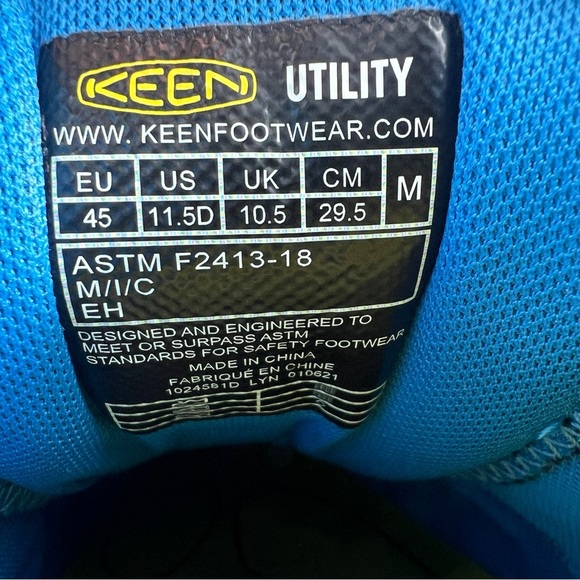 KEEN UTILITY
WWW. KEENFOOTWEAR.COM
EU US UK CM M
45 11.5D 10.5 29.5
ASTM F2413-18
M/I/C
EH
DESIGNED AND ENGINEERED TO
MEET OR SURPASS ASTM
STANDARDS FOR SAFETY FOOTWEAR
MADE IN CHINA
FABRIQUÉ EN CHINE
1024581D LYN 010621